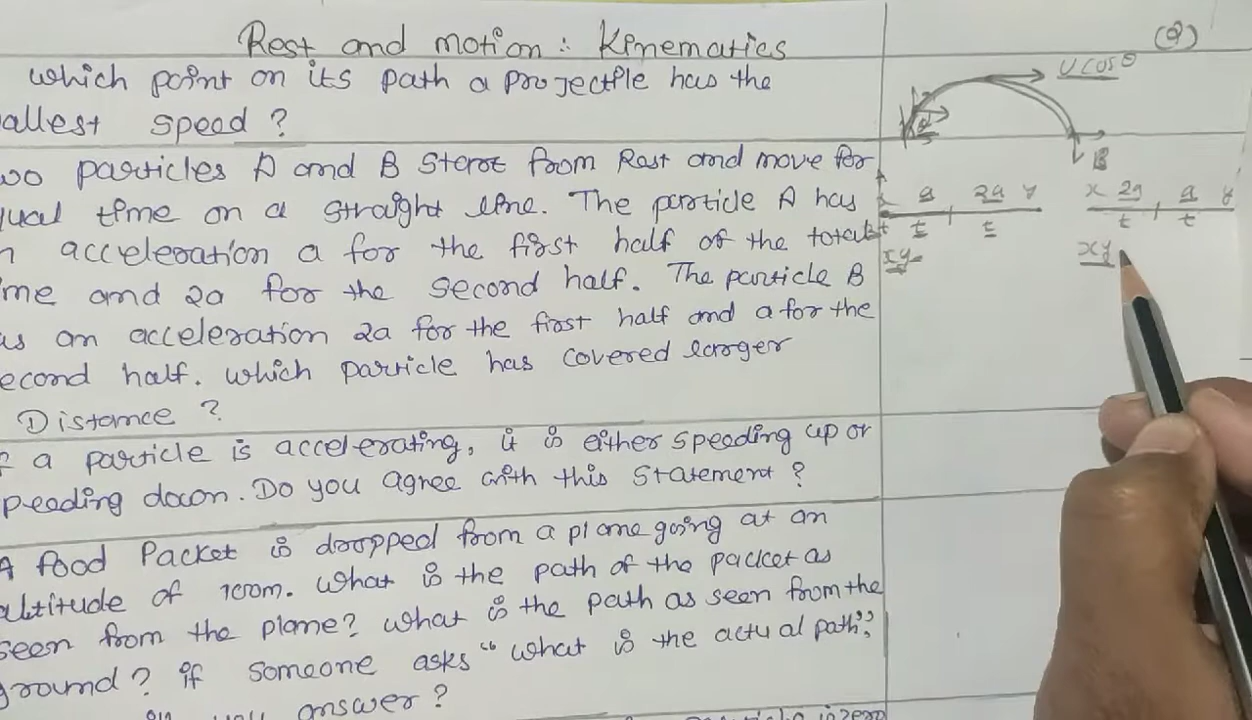 Rest and motion : Kinematics
(8)
which point on its path a projectile has the
allest speed ?
U cos θ
B
wo particles A and B Start from Rest and move for
qual time on a straight line. The particle A has
n acceleration a for the first half of the total
me and 2a for the second half. The particle B
as an acceleration 2a for the first half and a for the
econd half. which particle has covered larger
Distance ?
a 2a y
t t
xy
x 2a a y
t t
xy
f a particle is accelerating, it is either speeding up or
peeding down. Do you agree with this statement ?
A food Packet is dropped from a plane going at an
altitude of 100m. What is the path of the packet as
seen from the plane? what is the path as seen from the
ground? if someone asks "what is the actual path",
you answer ?